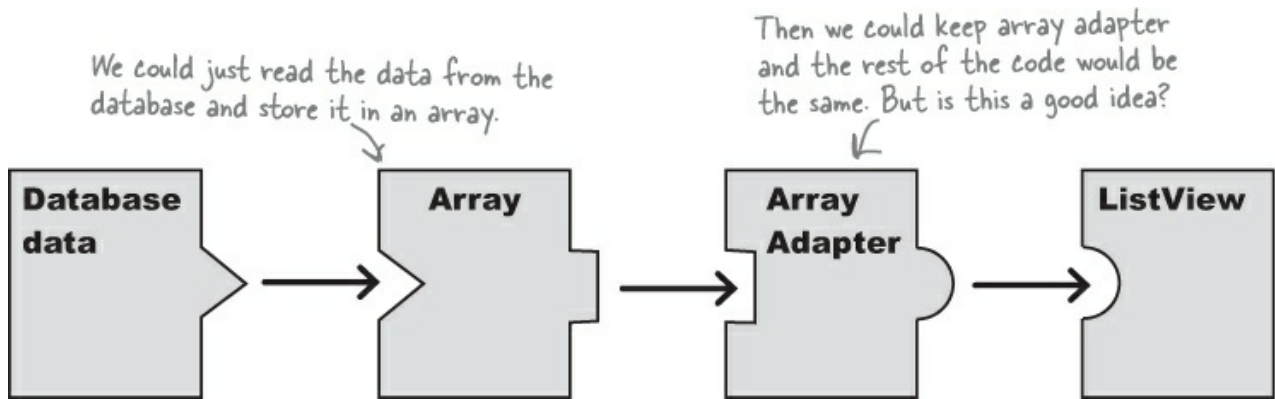 We could just read the data from the
database and store it in an array.
Then we could keep array adapter
and the rest of the code would be
the same. But is this a good idea?
Database
data
Array
Array
Adapter
ListView